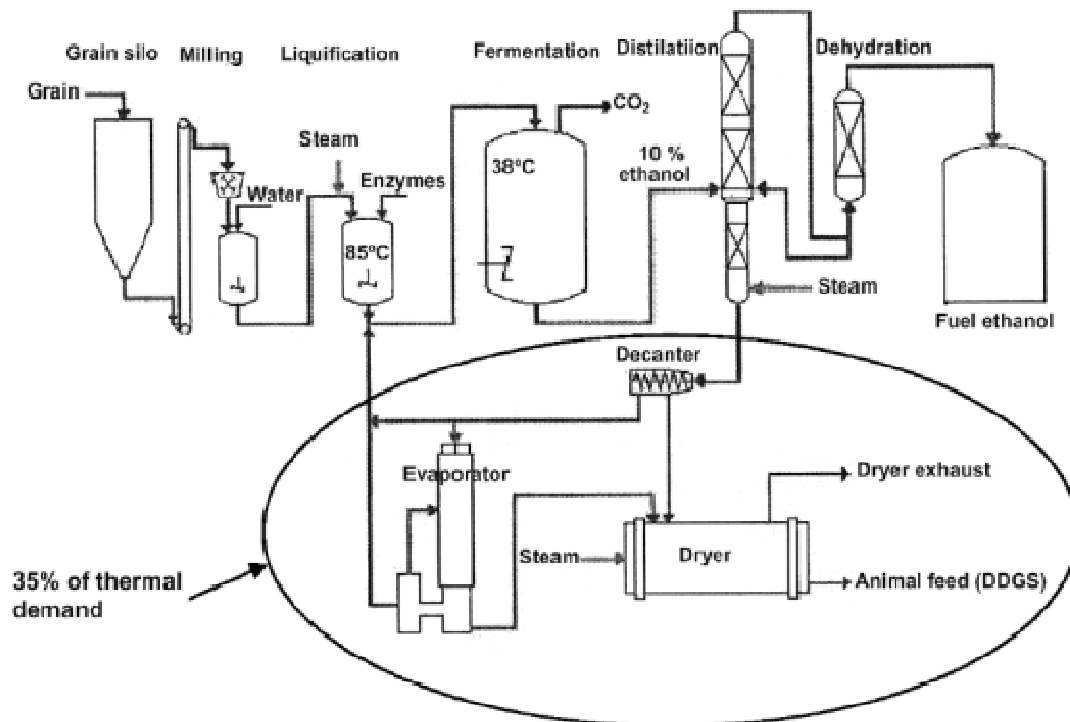 Grain silo
Milling
Liquification
Fermentation
Distilatiion
Dehydration
Grain
CO₂
Steam
38ºC
10 %
ethanol
Water
Enzymes
85ºC
Steam
Fuel ethanol
Decanter
Evaporator
Dryer exhaust
Steam
Dryer
Animal feed (DDGS)
35% of thermal
demand